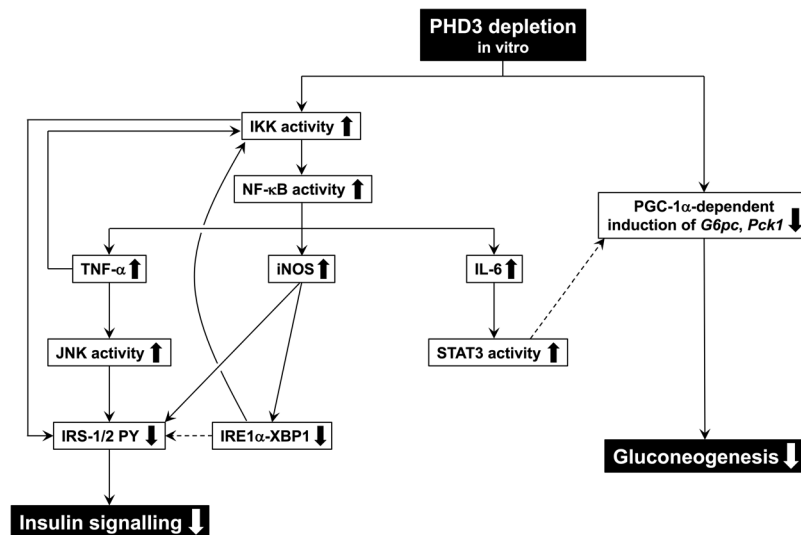 PHD3 depletion
in vitro
IKK activity
NF-κB activity
PGC-1α-dependent
induction of G6pc, Pck1
TNF-α
iNOS
IL-6
JNK activity
STAT3 activity
IRS-1/2 PY
IRE1α-XBP1
Gluconeogenesis
Insulin signalling